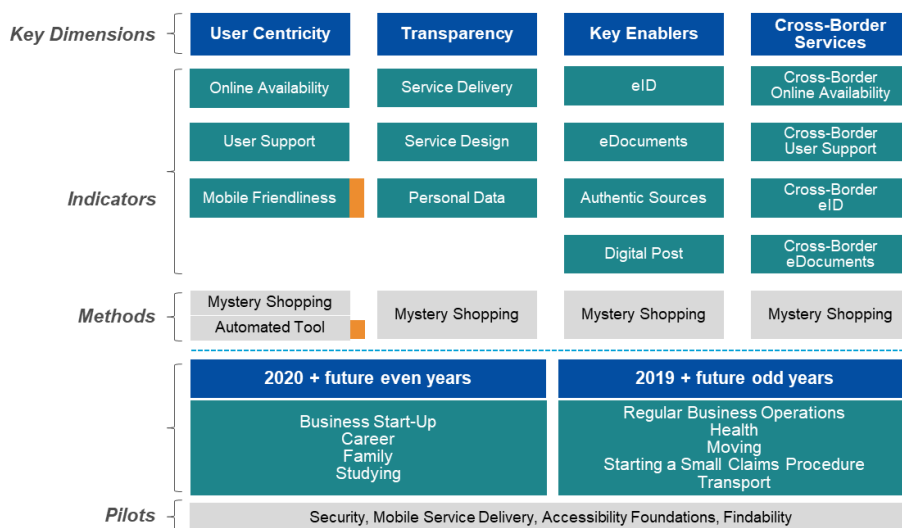 Key Dimensions
User Centricity
Transparency
Key Enablers
Cross-Border
Services
Indicators
Online Availability
Service Delivery
eID
Cross-Border
Online Availability
User Support
Service Design
eDocuments
Cross-Border
User Support
Mobile Friendliness
Personal Data
Authentic Sources
Cross-Border
eID
Digital Post
Cross-Border
eDocuments
Methods
Mystery Shopping
Automated Tool
Mystery Shopping
Mystery Shopping
Mystery Shopping
2020 + future even years
2019 + future odd years
Business Start-Up
Career
Family
Studying
Regular Business Operations
Health
Moving
Starting a Small Claims Procedure
Transport
Pilots
Security, Mobile Service Delivery, Accessibility Foundations, Findability